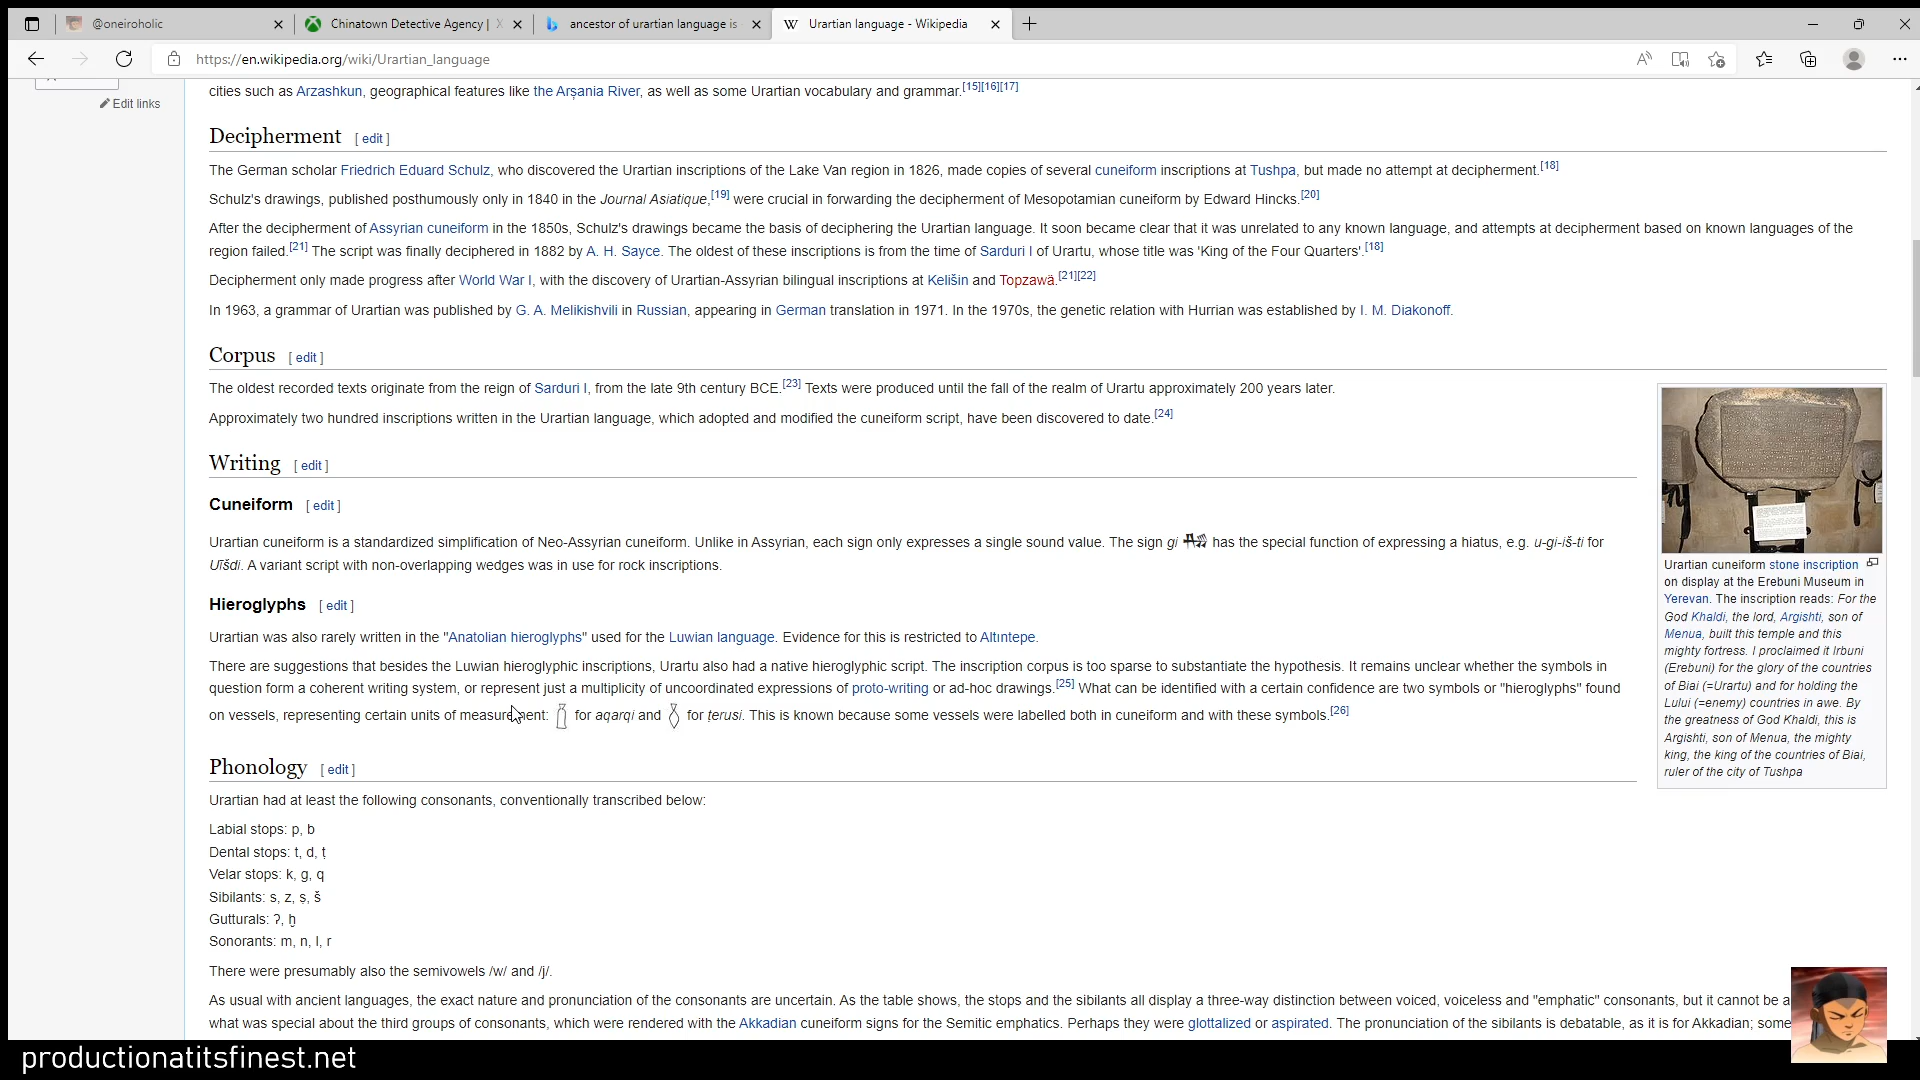 @oneiroholic
Chinatown Detective Agency |
ancestor of urartian language is
W Urartian language - Wikipedia
https://en.wikipedia.org/wiki/Urartian_language
Edit links
cities such as Arzashkun, geographical features like the Arșania River, as well as some Urartian vocabulary and grammar.[15][16][17]
Decipherment [ edit ]
The German scholar Friedrich Eduard Schulz, who discovered the Urartian inscriptions of the Lake Van region in 1826, made copies of several cuneiform inscriptions at Tushpa, but made no attempt at decipherment.[18]
Schulz's drawings, published posthumously only in 1840 in the Journal Asiatique,[19] were crucial in forwarding the decipherment of Mesopotamian cuneiform by Edward Hincks.[20]
After the decipherment of Assyrian cuneiform in the 1850s, Schulz's drawings became the basis of deciphering the Urartian language. It soon became clear that it was unrelated to any known language, and attempts at decipherment based on known languages of the
region failed.[21] The script was finally deciphered in 1882 by A. H. Sayce. The oldest of these inscriptions is from the time of Sarduri I of Urartu, whose title was 'King of the Four Quarters'.[18]
Decipherment only made progress after World War I, with the discovery of Urartian-Assyrian bilingual inscriptions at Kelišin and Topzawä.[21][22]
In 1963, a grammar of Urartian was published by G. A. Melikishvili in Russian, appearing in German translation in 1971. In the 1970s, the genetic relation with Hurrian was established by I. M. Diakonoff.
Corpus [ edit ]
The oldest recorded texts originate from the reign of Sarduri I, from the late 9th century BCE.[23] Texts were produced until the fall of the realm of Urartu approximately 200 years later.
Approximately two hundred inscriptions written in the Urartian language, which adopted and modified the cuneiform script, have been discovered to date.[24]
Writing [ edit ]
Cuneiform [ edit ]
Urartian cuneiform is a standardized simplification of Neo-Assyrian cuneiform. Unlike in Assyrian, each sign only expresses a single sound value. The sign gi 𒄀 has the special function of expressing a hiatus, e.g. u-gi-iš-ti for
Uīšdi. A variant script with non-overlapping wedges was in use for rock inscriptions.
Hieroglyphs [ edit ]
Urartian was also rarely written in the "Anatolian hieroglyphs" used for the Luwian language. Evidence for this is restricted to Altıntepe.
There are suggestions that besides the Luwian hieroglyphic inscriptions, Urartu also had a native hieroglyphic script. The inscription corpus is too sparse to substantiate the hypothesis. It remains unclear whether the symbols in
question form a coherent writing system, or represent just a multiplicity of uncoordinated expressions of proto-writing or ad-hoc drawings.[25] What can be identified with a certain confidence are two symbols or "hieroglyphs" found
on vessels, representing certain units of measurement: for aqarqi and for ṭerusi. This is known because some vessels were labelled both in cuneiform and with these symbols.[26]
Urartian cuneiform stone inscription
on display at the Erebuni Museum in
Yerevan. The inscription reads: For the
God Khaldi, the lord, Argishti, son of
Menua, built this temple and this
mighty fortress. I proclaimed it Irbuni
(Erebuni) for the glory of the countries
of Biai (=Urartu) and for holding the
Lului (=enemy) countries in awe. By
the greatness of God Khaldi, this is
Argishti, son of Menua, the mighty
king, the king of the countries of Biai,
ruler of the city of Tushpa
Phonology [ edit ]
Urartian had at least the following consonants, conventionally transcribed below:
Labial stops: p, b
Dental stops: t, d, ṭ
Velar stops: k, g, q
Sibilants: s, z, ṣ, š
Gutturals: ʔ, ḫ
Sonorants: m, n, l, r
There were presumably also the semivowels /w/ and /j/.
As usual with ancient languages, the exact nature and pronunciation of the consonants are uncertain. As the table shows, the stops and the sibilants all display a three-way distinction between voiced, voiceless and "emphatic" consonants, but it cannot be a
what was special about the third groups of consonants, which were rendered with the Akkadian cuneiform signs for the Semitic emphatics. Perhaps they were glottalized or aspirated. The pronunciation of the sibilants is debatable, as it is for Akkadian; some
productionatitsfinest.net